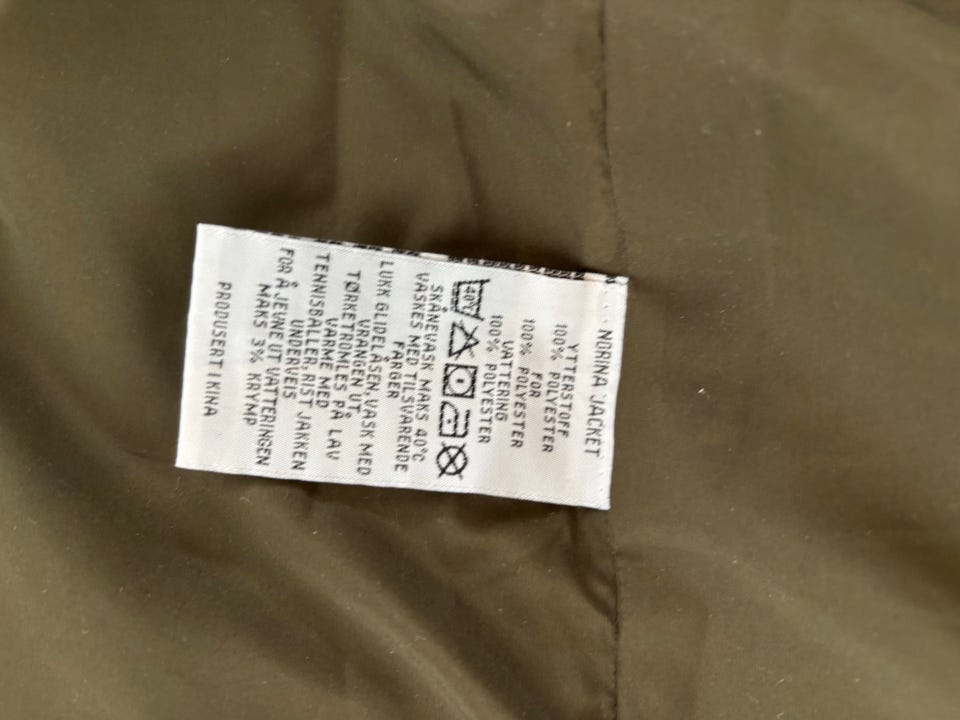 NORINA JACKET
YTTERSTOFF
100% POLYESTER
FOR
100% POLYESTER
VATTERING
100% POLYESTER
40°C
SKÅNEVASK MAKS 40°C
VASKES MED TILSVARENDE
FARGER
LUKK GLIDELÅSEN, VASK MED
VRANGEN UT.
TØRKETROMLES PÅ LAV
VARME MED
TENNISBALLER, RIST JAKKEN
UNDERVEIS
FOR Å JEVNE UT VATTERINGEN
MAKS 3% KRYMP
PRODUSERT I KINA